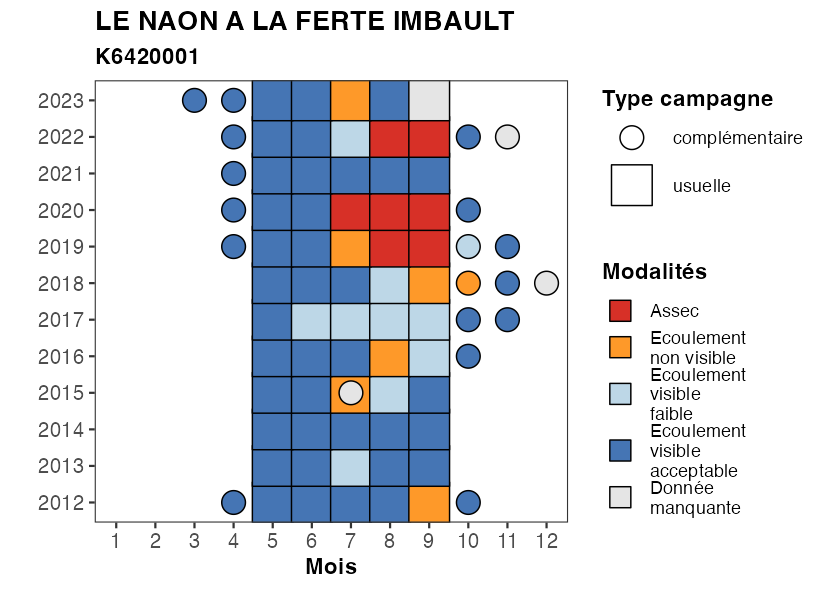 LE NAON A LA FERTE IMBAULT
K6420001
2023
2022
2021
2020
2019
2018
2017
2016
2015
2014
2013
2012
1 2 3 4 5 6 7 8 9 10 11 12
Mois
Type campagne
complémentaire
usuelle
Modalités
Assec
Ecoulement
non visible
Ecoulement
visible
faible
Ecoulement
visible
acceptable
Donnée
manquante